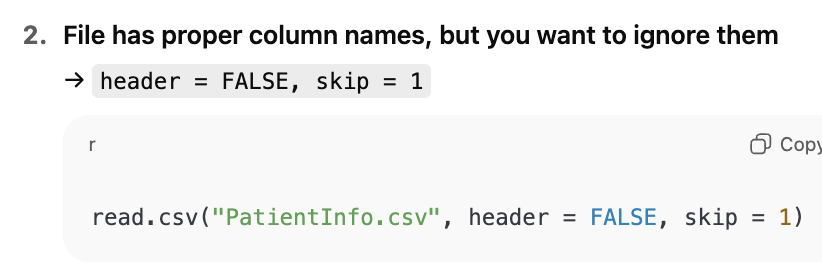 2. File has proper column names, but you want to ignore them
→ header = FALSE, skip = 1
r Copy
read.csv("PatientInfo.csv", header = FALSE, skip = 1)